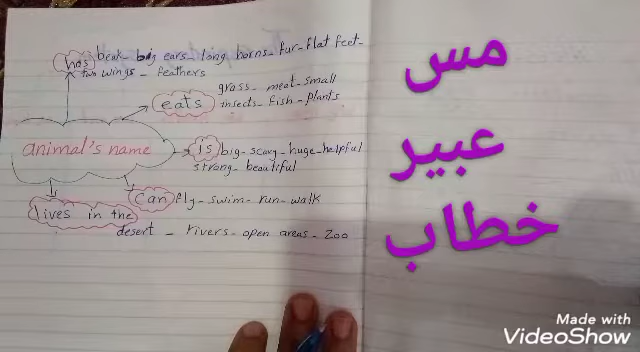 has beak - big ears - long horns - fur - flat feet -
two wings - feathers
eats grass - meat - small
insects - fish - plants
animal's name
is big - scary - huge - helpful
strong - beautiful
can fly - swim - run - walk
lives in the
desert - rivers - open areas - zoo
مس
عبير
خطاب
Made with
VideoShow